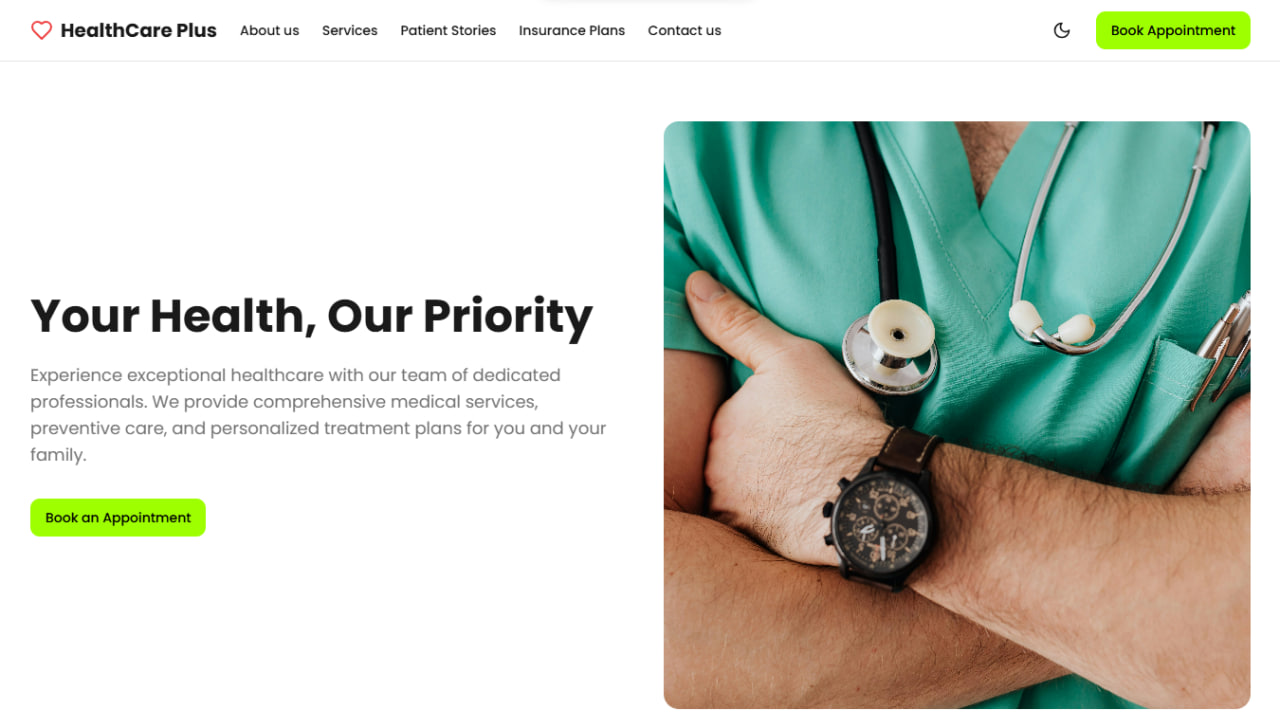 HealthCare Plus
About us
Services
Patient Stories
Insurance Plans
Contact us
Book Appointment
Your Health, Our Priority
Experience exceptional healthcare with our team of dedicated
professionals. We provide comprehensive medical services,
preventive care, and personalized treatment plans for you and your
family.
Book an Appointment